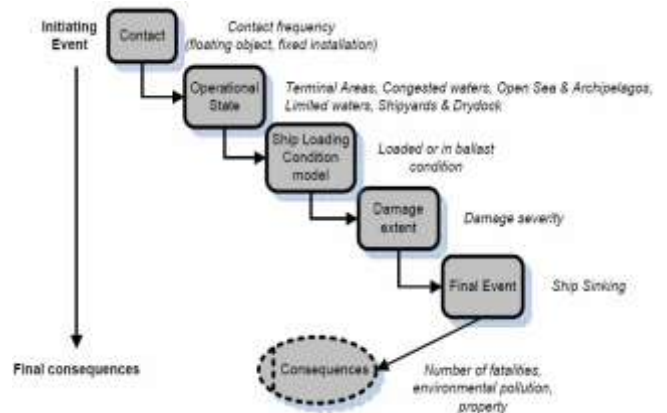 Initiating
Event
Contact
Contact frequency
(floating object, fixed installation)
Operational
State
Terminal Areas, Congested waters, Open Sea & Archipelagos,
Limited waters, Shipyards & Drydock
Ship Loading
Condition
model
Loaded or in ballast
condition
Damage
extent
Damage severity
Final Event
Ship Sinking
Final consequences
Consequences
Number of fatalities,
environmental pollution,
property